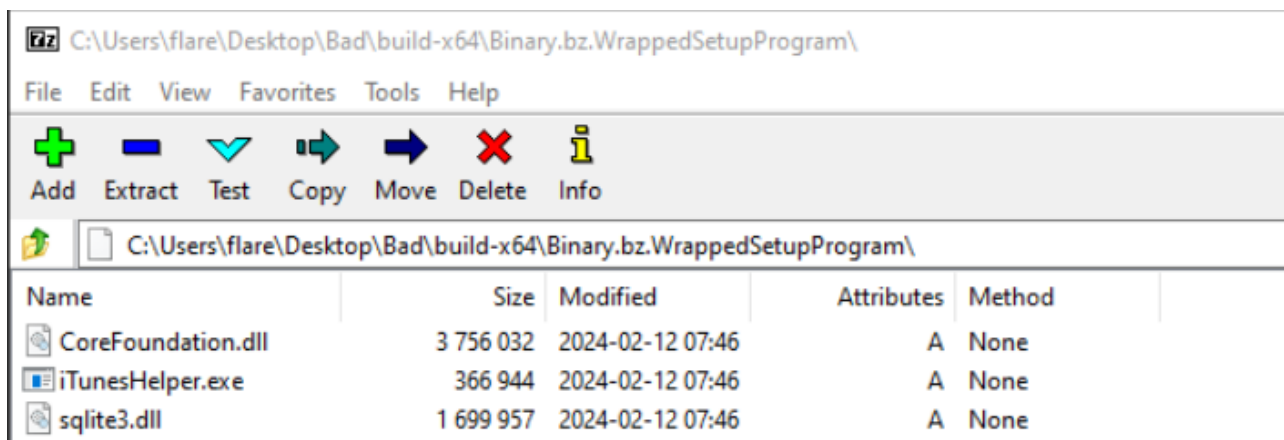 7z C:\Users\flare\Desktop\Bad\build-x64\Binary.bz.WrappedSetupProgram\
File Edit View Favorites Tools Help
Add Extract Test Copy Move Delete Info
C:\Users\flare\Desktop\Bad\build-x64\Binary.bz.WrappedSetupProgram\
Name Size Modified Attributes Method
CoreFoundation.dll 3 756 032 2024-02-12 07:46 A None
iTunesHelper.exe 366 944 2024-02-12 07:46 A None
sqlite3.dll 1 699 957 2024-02-12 07:46 A None